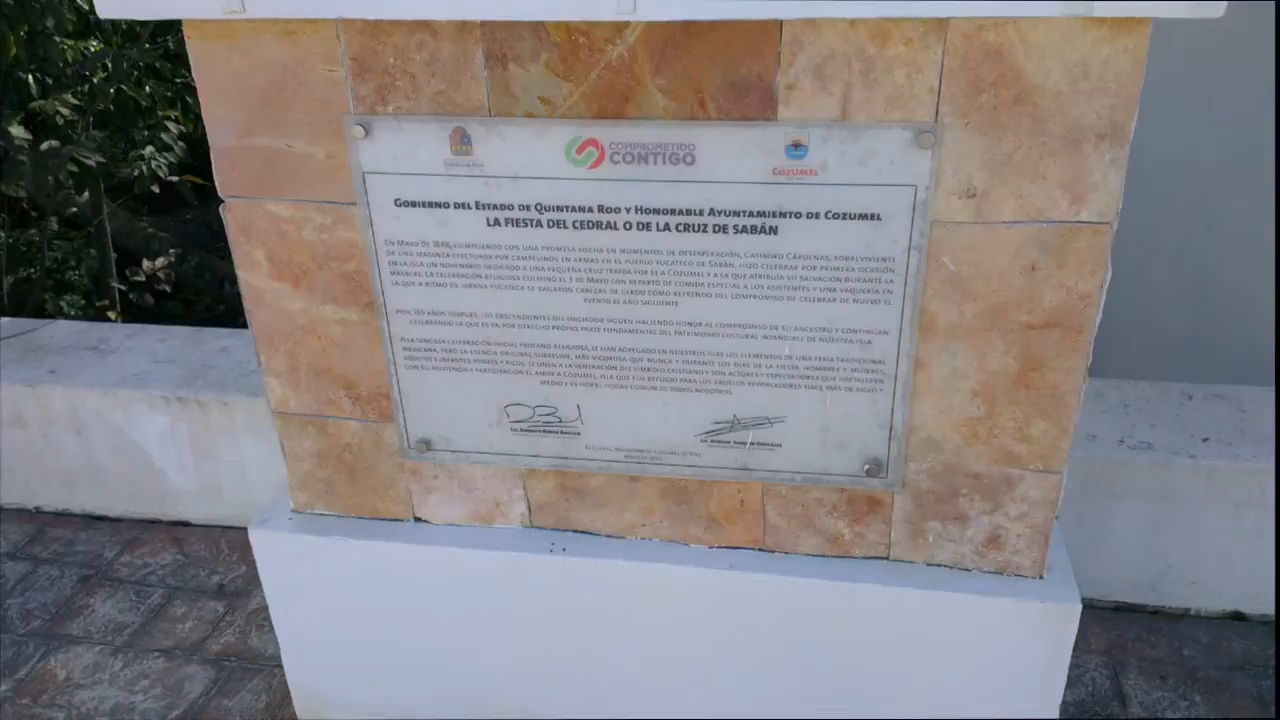 COMPROMETIDO
CONTIGO
COZUMEL
GOBIERNO DEL ESTADO DE QUINTANA ROO Y HONORABLE AYUNTAMIENTO DE COZUMEL
LA FIESTA DEL CEDRAL O DE LA CRUZ DE SABÁN
EN MAYO DE 1848, CUMPLIENDO CON UNA PROMESA HECHA EN MOMENTOS DE DESESPERACIÓN, CASIMIRO CÁRDENAS, SOBREVIVIENTE
DE UNA MATANZA EFECTUADA POR CAMPESINOS EN ARMAS EN EL PUEBLO YUCATECO DE SABÁN, HIZO CELEBRAR POR PRIMERA OCASIÓN
EN LA ISLA UN NOVENARIO DEDICADO A UNA PEQUEÑA CRUZ TRAIDA POR EL A COZUMEL Y A LA QUE ATRIBUÍA SU SALVACIÓN DURANTE LA
MASACRE. LA CELEBRACIÓN RELIGIOSA CULMINÓ EL 3 DE MAYO CON REPARTO DE COMIDA ESPECIAL A LOS ASISTENTES Y UNA VAQUERÍA EN
LA QUE A RITMO DE JARANA YUCATECA SE BAILARON CABEZAS DE CERDO COMO REFRENDO DEL COMPROMISO DE CELEBRAR DE NUEVO EL
EVENTO EL AÑO SIGUIENTE.
HOY, 165 AÑOS DESPUES, LOS DESCENDIENTES DEL INICIADOR SIGUEN HACIENDO HONOR AL COMPROMISO DE SU ANCESTRO Y CONTINUAN
CELEBRANDO LA QUE ES YA, POR DERECHO PROPIO, PARTE FUNDAMENTAL DEL PATRIMONIO CULTURAL INTANGIBLE DE NUESTRA ISLA.
A LA SENCILLA CELEBRACIÓN INICIAL PROFANO-RELIGIOSA, LE HAN AGREGADO EN NUESTROS DIAS LOS ELEMENTOS DE UNA FERIA TRADICIONAL
MEXICANA, PERO LA ESENCIA ORIGINAL SOBREVIVE, MÁS VIGOROSA QUE NUNCA Y DURANTE LOS DÍAS DE LA FIESTA, HOMBRES Y MUJERES,
ADULTOS E INFANTES, POBRES Y RICOS, SE UNEN A LA VENERACIÓN DEL SÍMBOLO CRISTIANO Y SON ACTORES Y ESPECTADORES QUE FORTALECEN
CON SU ASISTENCIA Y PARTICIPACIÓN EL AMOR A COZUMEL, ISLA QUE FUE REFUGIO PARA LOS ABUELOS REPOBLADORES HACE MÁS DE SIGLO Y
MEDIO Y ES HOY EL HOGAR COMÚN DE TODOS NOSOTROS.